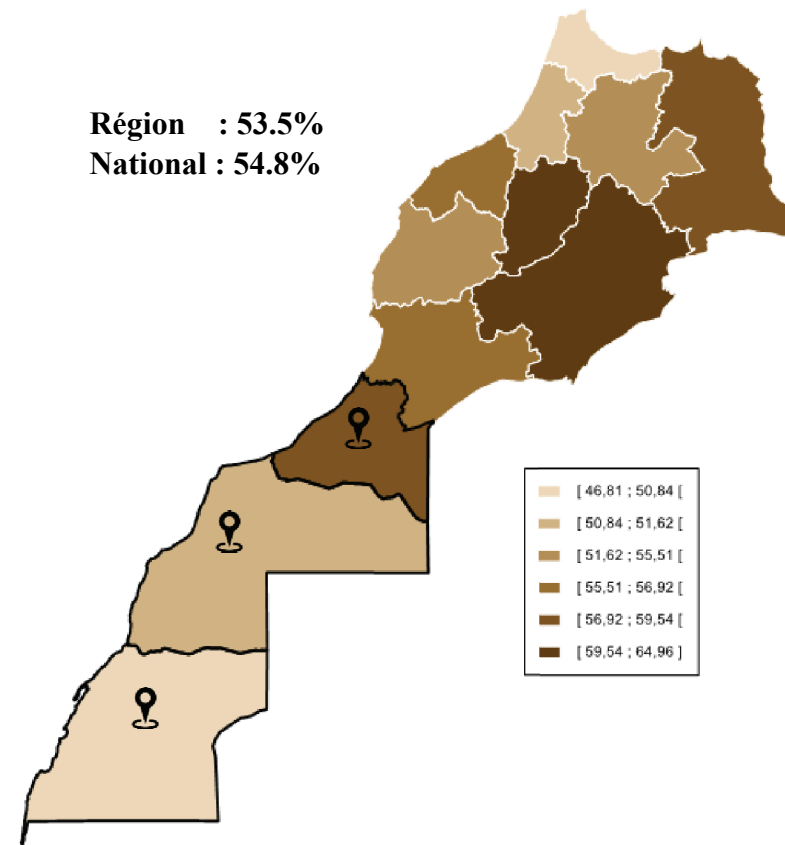 Région : 53.5%
National : 54.8%
[ 46,81 ; 50,84 [
[ 50,84 ; 51,62 [
[ 51,62 ; 55,51 [
[ 55,51 ; 56,92 [
[ 56,92 ; 59,54 [
[ 59,54 ; 64,96 ]